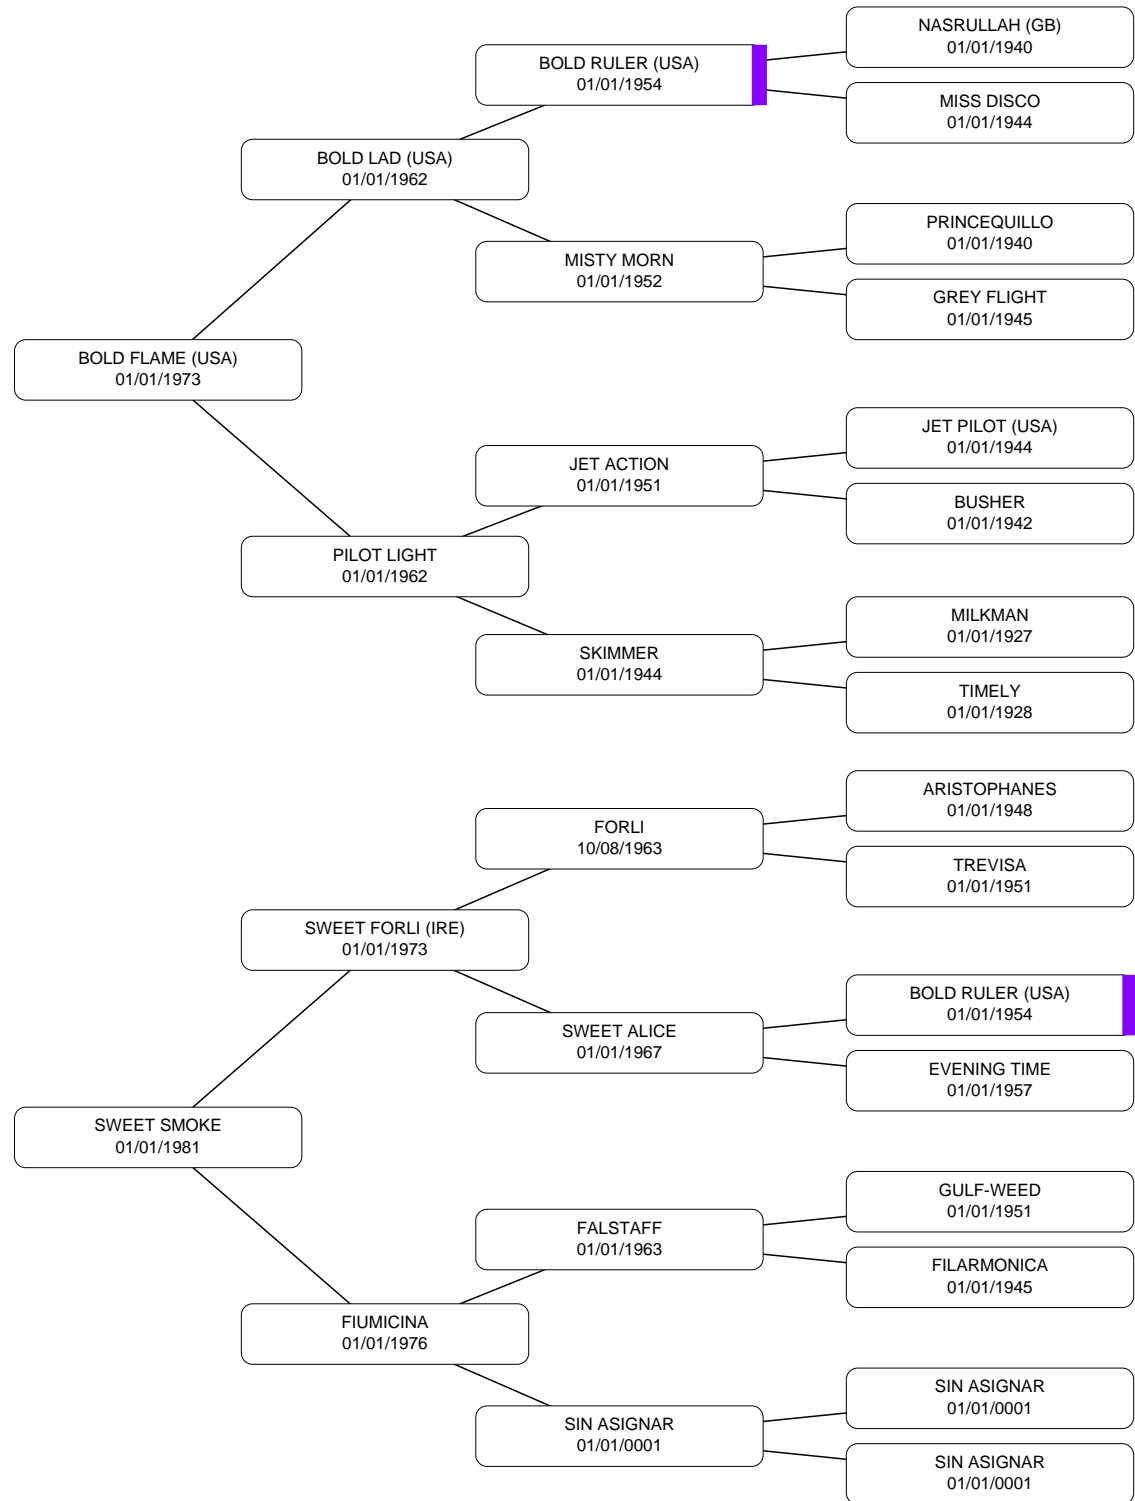 NASRULLAH (GB)
01/01/1940
BOLD RULER (USA)
01/01/1954
MISS DISCO
01/01/1944
BOLD LAD (USA)
01/01/1962
PRINCEQUILLO
01/01/1940
MISTY MORN
01/01/1952
GREY FLIGHT
01/01/1945
BOLD FLAME (USA)
01/01/1973
JET PILOT (USA)
01/01/1944
JET ACTION
01/01/1951
BUSHER
01/01/1942
PILOT LIGHT
01/01/1962
MILKMAN
01/01/1927
SKIMMER
01/01/1944
TIMELY
01/01/1928
ARISTOPHANES
01/01/1948
FORLI
10/08/1963
TREVISA
01/01/1951
SWEET FORLI (IRE)
01/01/1973
BOLD RULER (USA)
01/01/1954
SWEET ALICE
01/01/1967
EVENING TIME
01/01/1957
SWEET SMOKE
01/01/1981
GULF-WEED
01/01/1951
FALSTAFF
01/01/1963
FILARMONICA
01/01/1945
FIUMICINA
01/01/1976
SIN ASIGNAR
01/01/0001
SIN ASIGNAR
01/01/0001
SIN ASIGNAR
01/01/0001